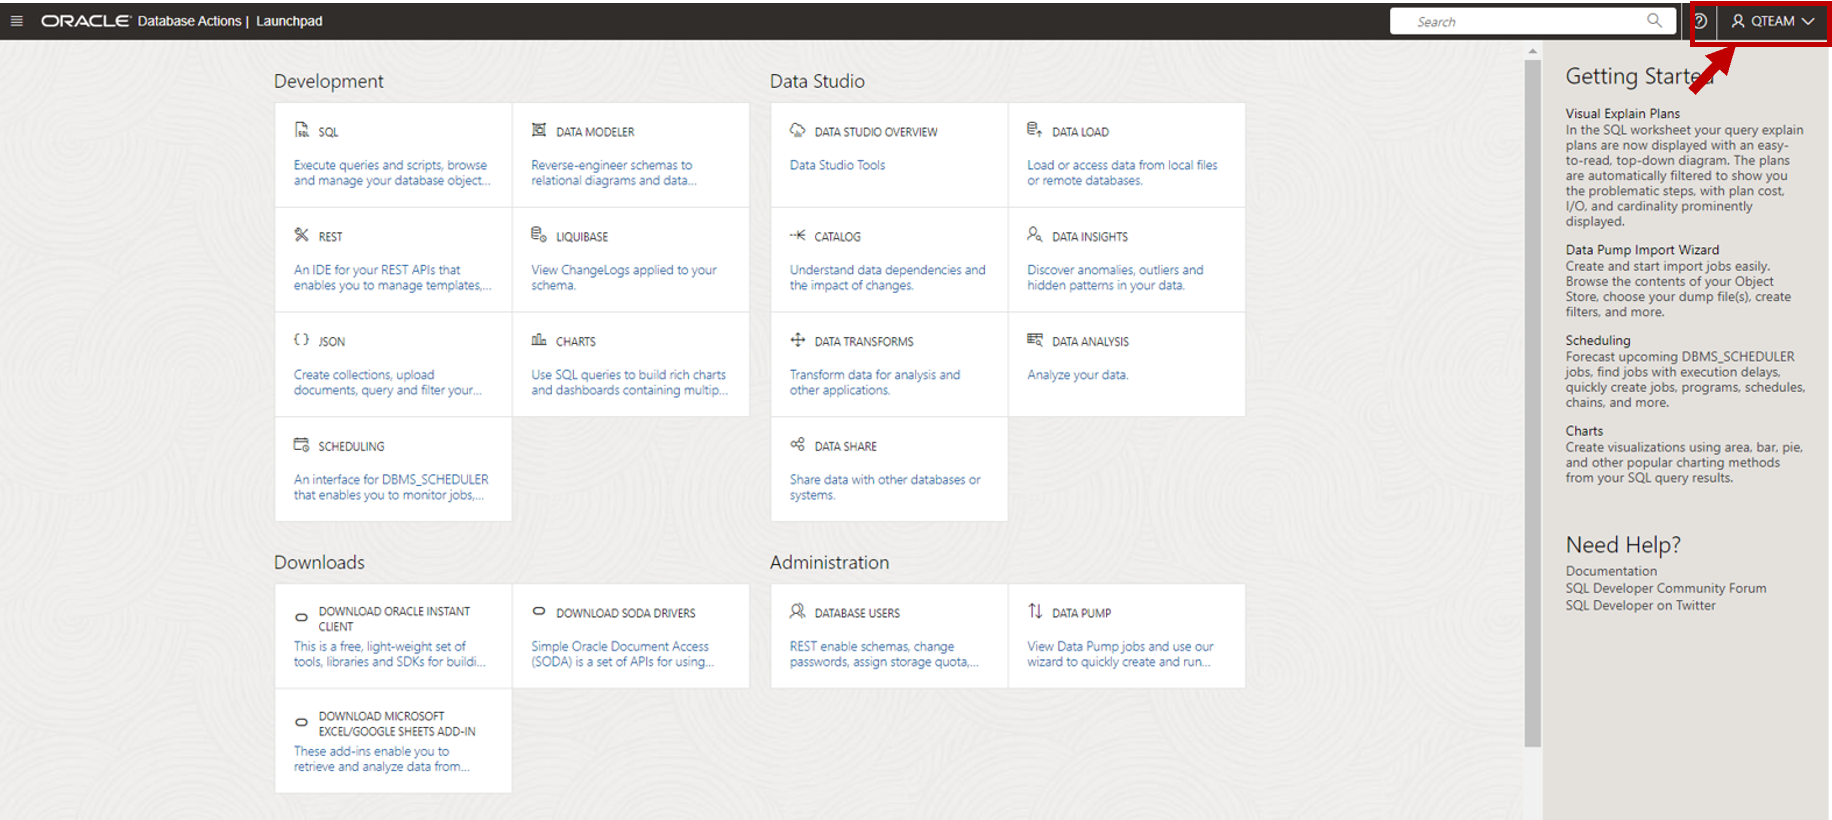 ORACLE® Database Actions | Launchpad
Search
QTEAM
Development
SQL
Execute queries and scripts, browse
and manage your database object...
DATA MODELER
Reverse-engineer schemas to
relational diagrams and data...
REST
An IDE for your REST APIs that
enables you to manage templates,...
LIQUIBASE
View ChangeLogs applied to your
schema.
JSON
Create collections, upload
documents, query and filter your...
CHARTS
Use SQL queries to build rich charts
and dashboards containing multip...
SCHEDULING
An interface for DBMS_SCHEDULER
that enables you to monitor jobs,...
Data Studio
DATA STUDIO OVERVIEW
Data Studio Tools
DATA LOAD
Load or access data from local files
or remote databases.
CATALOG
Understand data dependencies and
the impact of changes.
DATA INSIGHTS
Discover anomalies, outliers and
hidden patterns in your data.
DATA TRANSFORMS
Transform data for analysis and
other applications.
DATA ANALYSIS
Analyze your data.
DATA SHARE
Share data with other databases or
systems.
Downloads
DOWNLOAD ORACLE INSTANT
CLIENT
This is a free, light-weight set of
tools, libraries and SDKs for buildi...
DOWNLOAD SODA DRIVERS
Simple Oracle Document Access
(SODA) is a set of APIs for using...
DOWNLOAD MICROSOFT
EXCEL/GOOGLE SHEETS ADD-IN
These add-ins enable you to
retrieve and analyze data from...
Administration
DATABASE USERS
REST enable schemas, change
passwords, assign storage quota,...
DATA PUMP
View Data Pump jobs and use our
wizard to quickly create and run...
Getting Started
Visual Explain Plans
In the SQL worksheet your query explain
plans are now displayed with an easy-
to-read, top-down diagram. The plans
are automatically filtered to show you
the problematic steps, with plan cost,
I/O, and cardinality prominently
displayed.
Data Pump Import Wizard
Create and start import jobs easily.
Browse the contents of your Object
Store, choose your dump file(s), create
filters, and more.
Scheduling
Forecast upcoming DBMS_SCHEDULER
jobs, find jobs with execution delays,
quickly create jobs, programs, schedules,
chains, and more.
Charts
Create visualizations using area, bar, pie,
and other popular charting methods
from your SQL query results.
Need Help?
Documentation
SQL Developer Community Forum
SQL Developer on Twitter